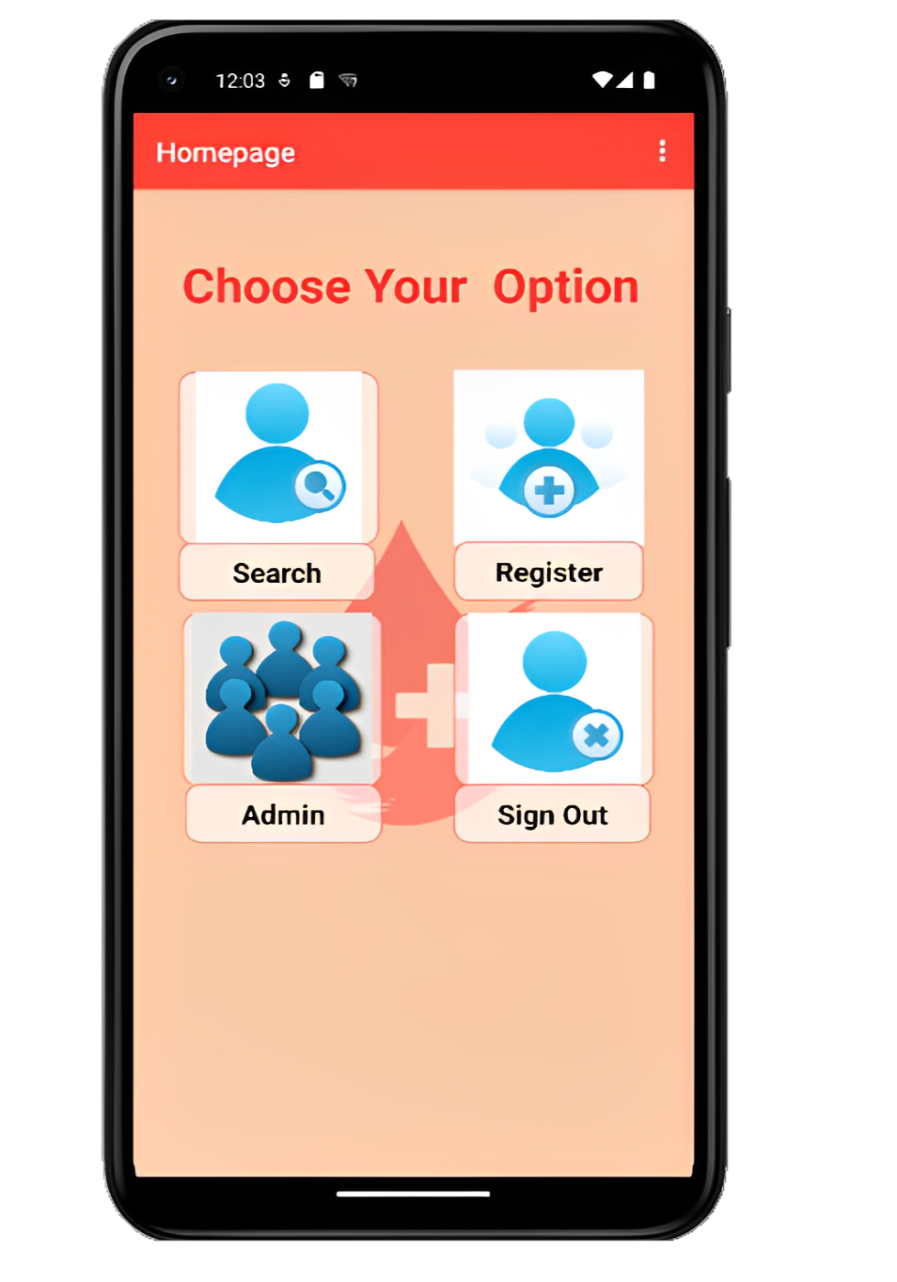 12:03
Homepage
Choose Your Option
Search Register
Admin Sign Out